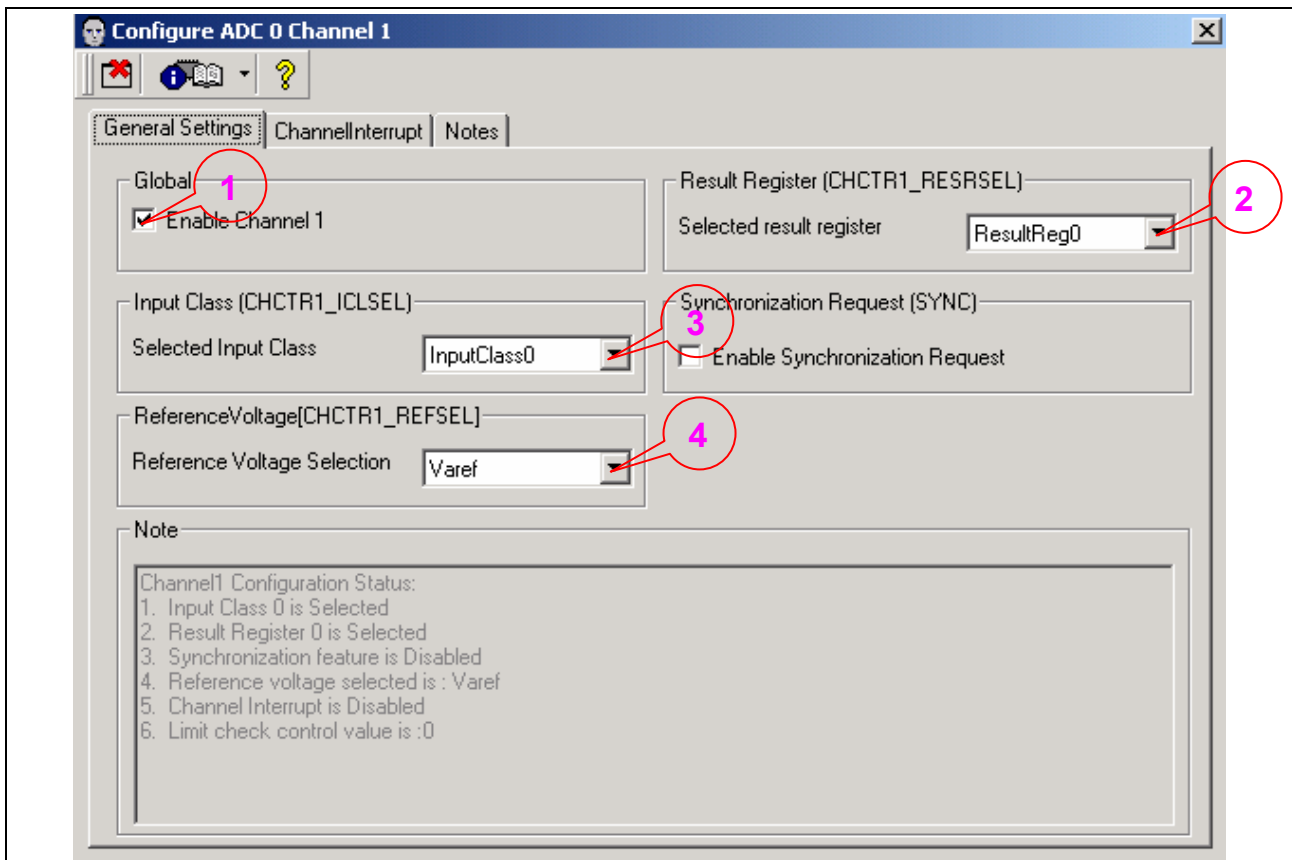 Configure ADC 0 Channel 1
General Settings ChannelInterrupt Notes
Global
1
Enable Channel 1
Result Register (CHCTR1_RESRSEL)
2
Selected result register ResultReg0
Input Class (CHCTR1_ICLSEL)
3
Selected Input Class InputClass0
Synchronization Request (SYNC)
Enable Synchronization Request
ReferenceVoltage[CHCTR1_REFSEL]
4
Reference Voltage Selection Varef
Note
Channel1 Configuration Status:
1. Input Class 0 is Selected
2. Result Register 0 is Selected
3. Synchronization feature is Disabled
4. Reference voltage selected is : Varef
5. Channel Interrupt is Disabled
6. Limit check control value is :0